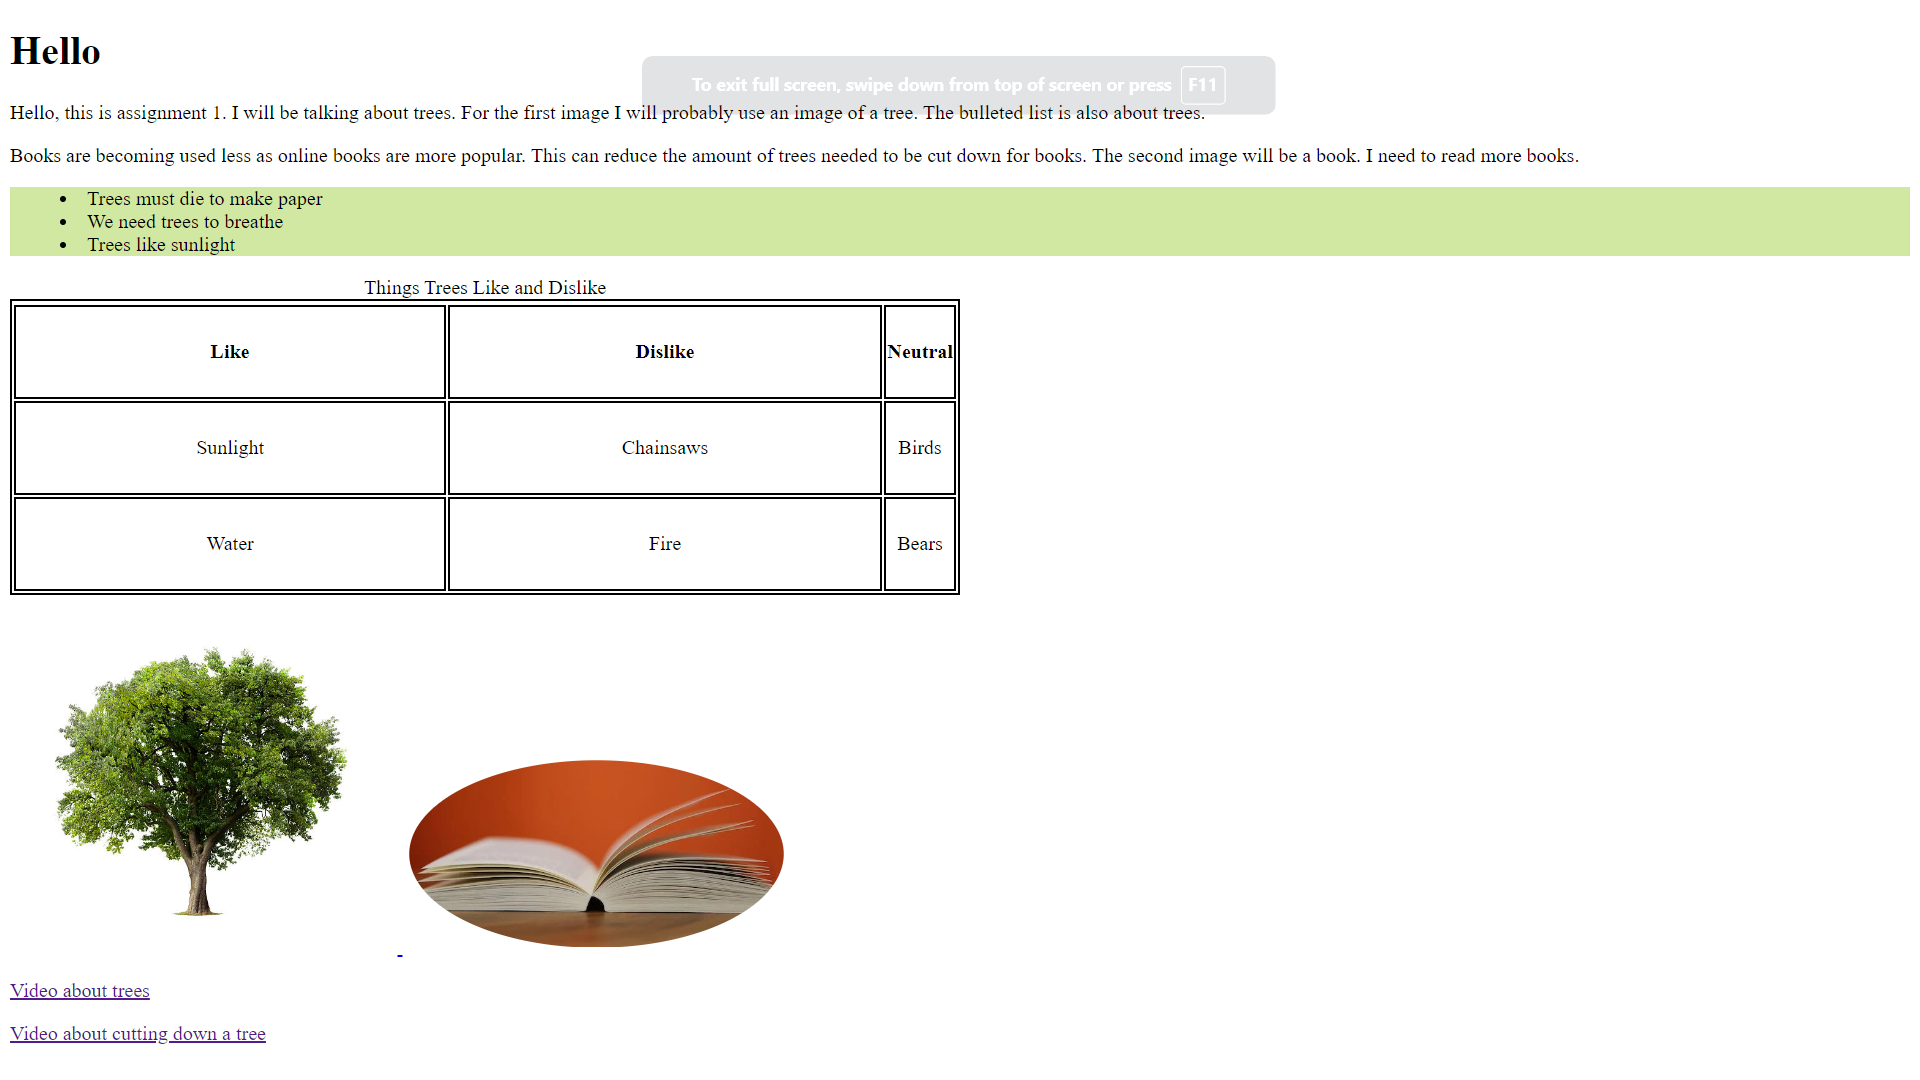 Hello
To exit full screen, swipe down from top of screen or press F11
Hello, this is assignment 1. I will be talking about trees. For the first image I will probably use an image of a tree. The bulleted list is also about trees.
Books are becoming used less as online books are more popular. This can reduce the amount of trees needed to be cut down for books. The second image will be a book. I need to read more books.
• Trees must die to make paper
• We need trees to breathe
• Trees like sunlight
Things Trees Like and Dislike
Like Dislike Neutral
Sunlight Chainsaws Birds
Water Fire Bears
Video about trees
Video about cutting down a tree